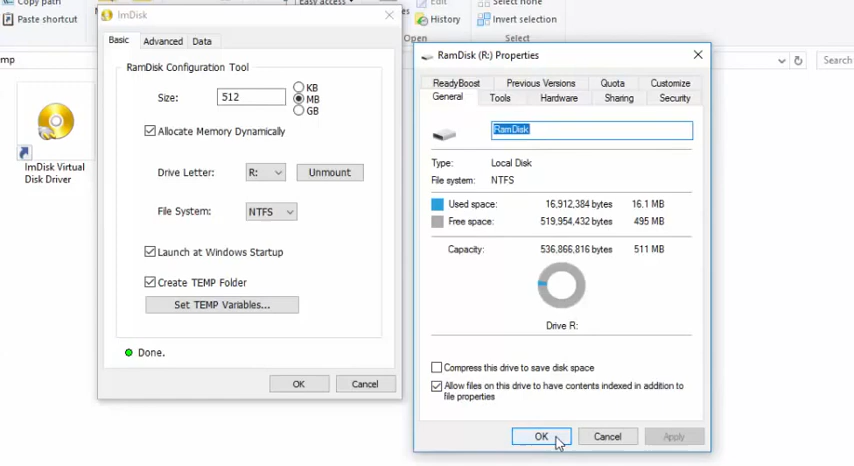 Copy path
Paste shortcut
Easy access
Edit
History
Open
Select none
Invert selection
Select
mp
Search
ImDisk Virtual
Disk Driver
ImDisk
Basic
Advanced
Data
RamDisk Configuration Tool
Size:
512
KB
MB
GB
Allocate Memory Dynamically
Drive Letter:
R:
Unmount
File System:
NTFS
Launch at Windows Startup
Create TEMP Folder
Set TEMP Variables...
Done.
OK
Cancel
RamDisk (R:) Properties
ReadyBoost
Previous Versions
Quota
Customize
General
Tools
Hardware
Sharing
Security
RamDisk
Type:
Local Disk
File system:
NTFS
Used space:
16,912,384 bytes
16.1 MB
Free space:
519,954,432 bytes
495 MB
Capacity:
536,866,816 bytes
511 MB
Drive R:
Compress this drive to save disk space
Allow files on this drive to have contents indexed in addition to
file properties
OK
Cancel
Apply